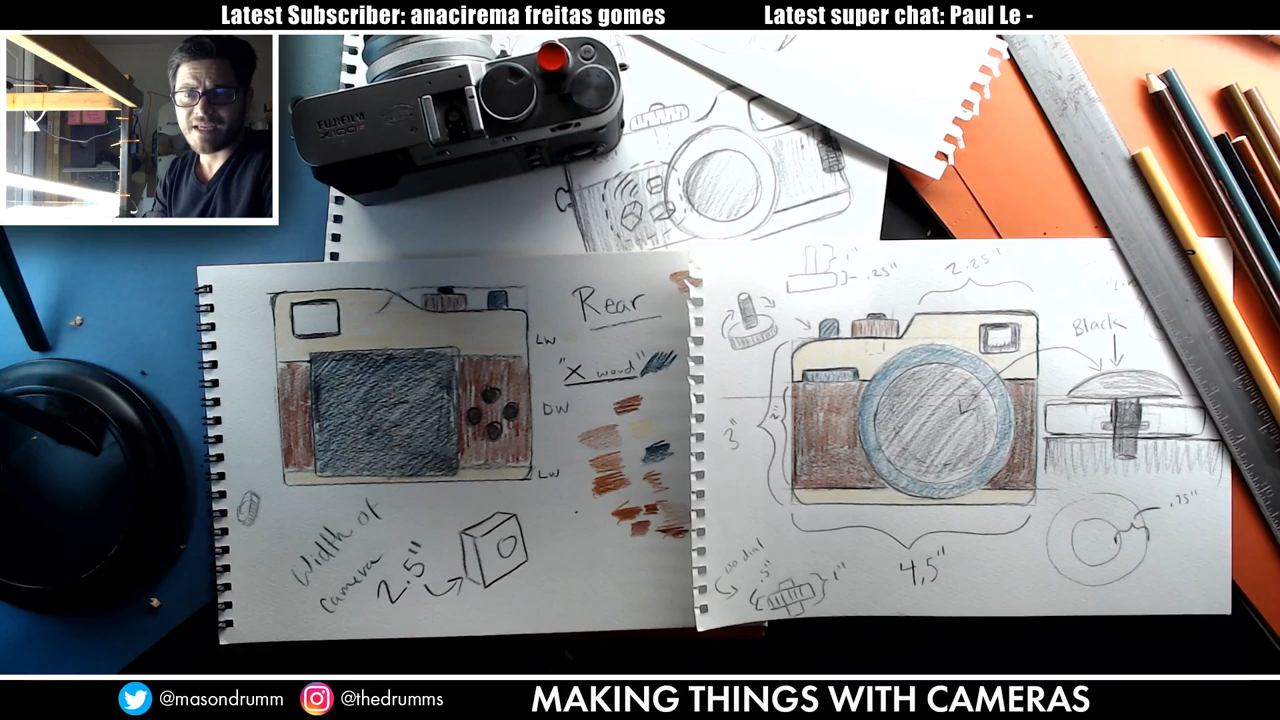 Latest Subscriber: anacirema freitas gomes
Latest super chat: Paul Le -
FUJIFILM
X100F
Rear
LW
"X wood"
DW
LW
Width of
camera
2.5"
1"
.25"
2.25"
Black
2"
3"
.75"
4,5"
.5"
1"
@masondrumm
@thedrumms
MAKING THINGS WITH CAMERAS